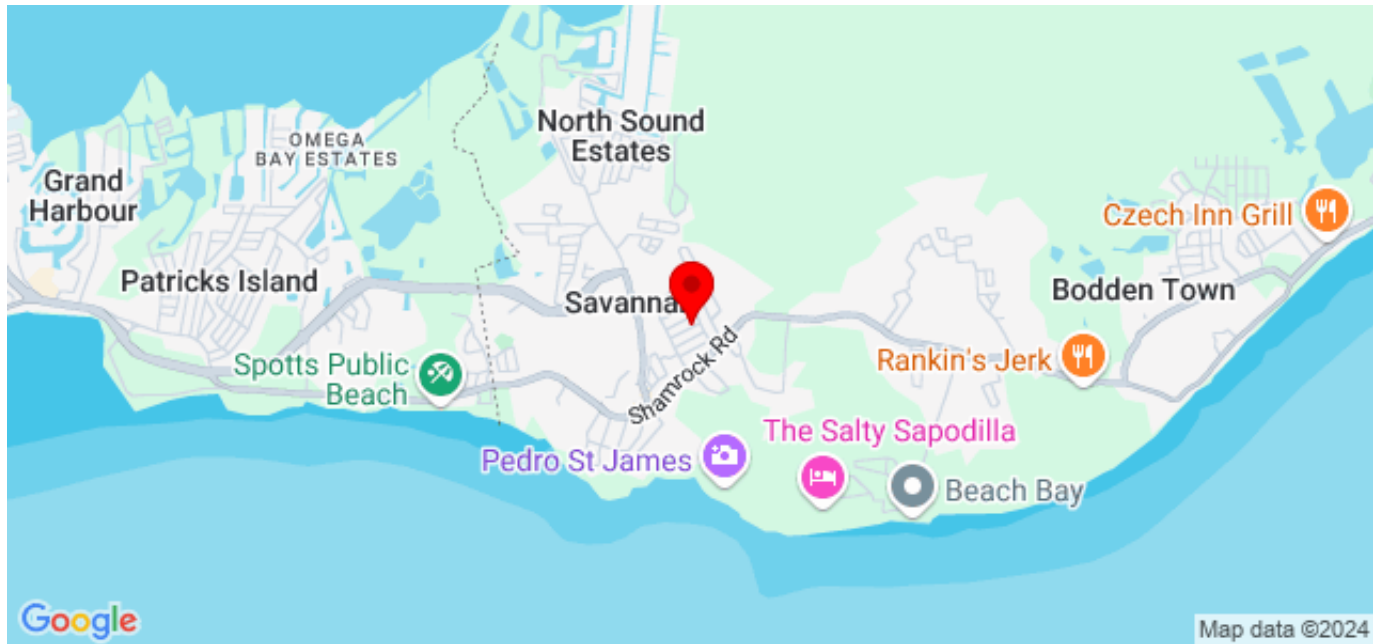 OMEGA
BAY ESTATES
North Sound
Estates
Grand
Harbour
Patricks Island
Czech Inn Grill
Bodden Town
Spotts Public
Beach
Shamrock Rd
Rankin's Jerk
Pedro St James
The Salty Sapodilla
Beach Bay
Google
Map data ©2024